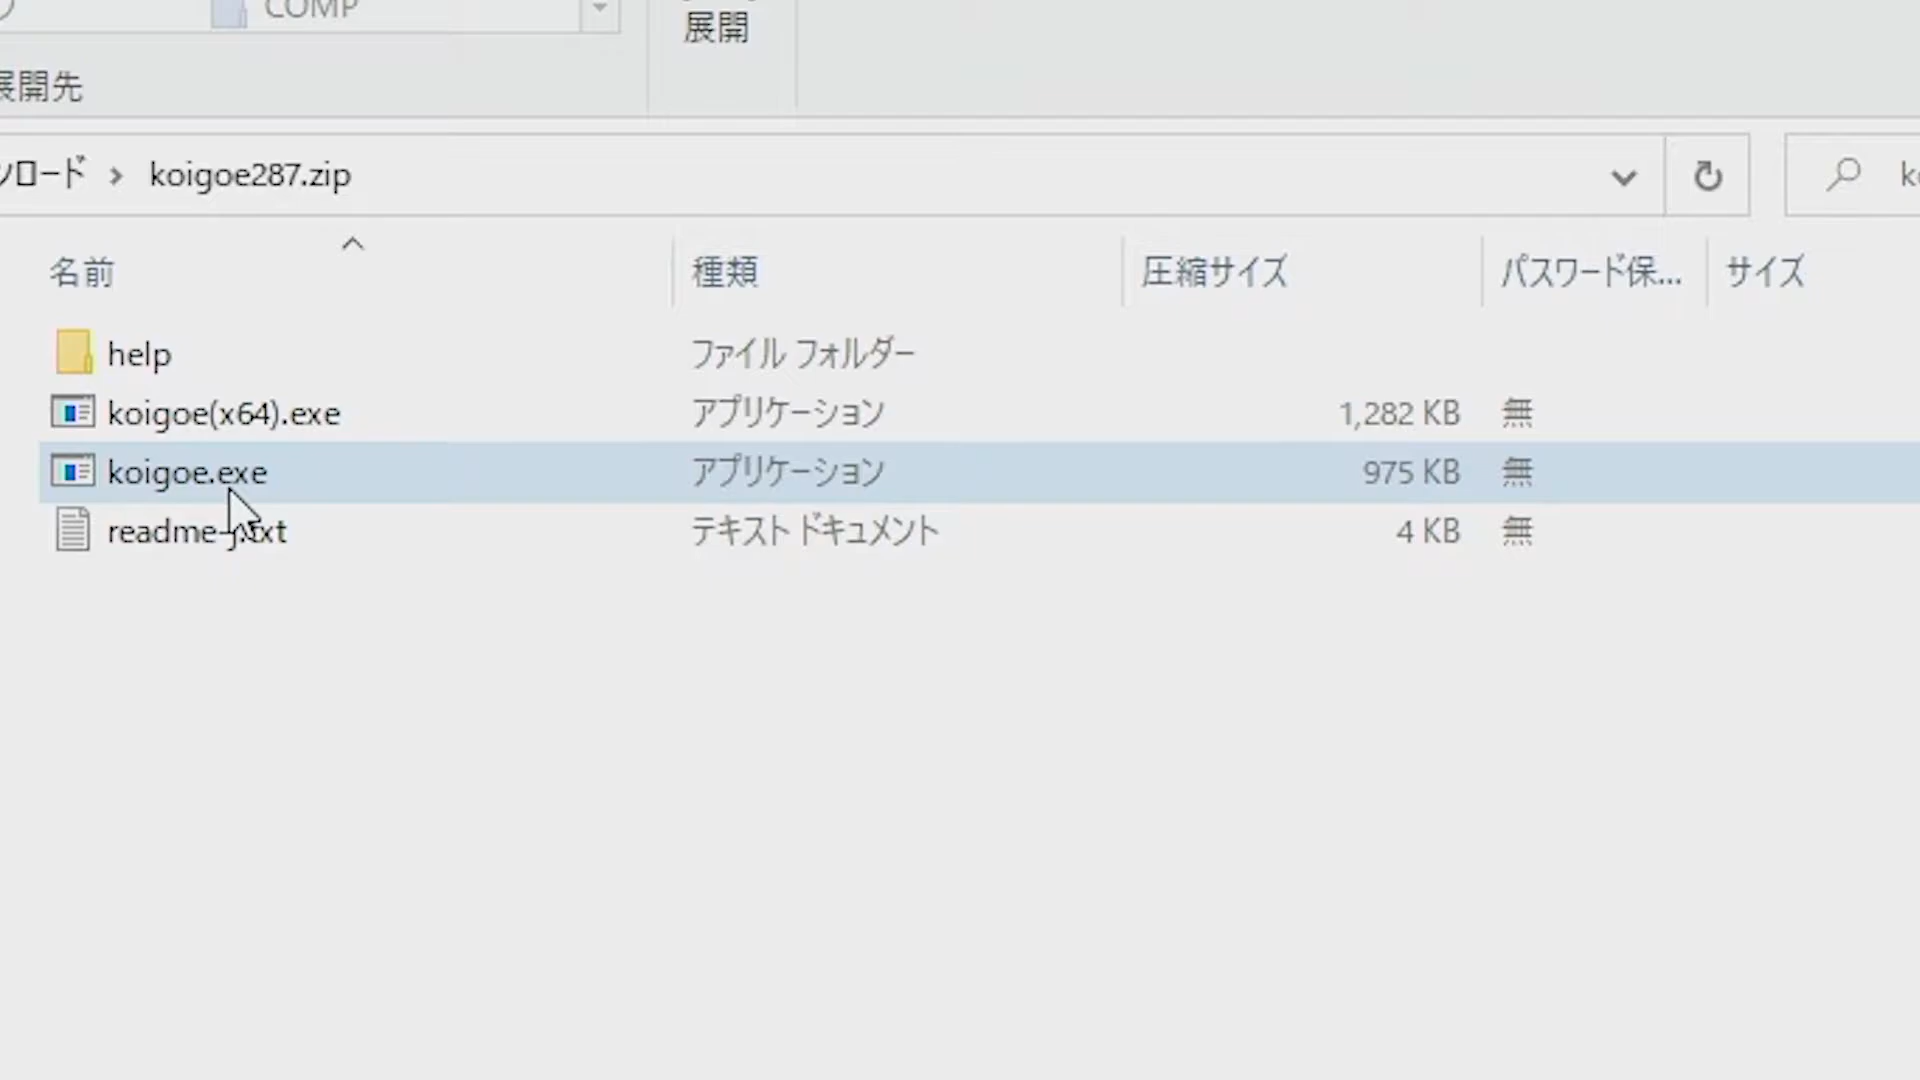 COMP
展開
展開先
ンロード › koigoe287.zip
名前 種類 圧縮サイズ パスワード保... サイズ
help ファイル フォルダー
koigoe(x64).exe アプリケーション 1,282 KB 無
koigoe.exe アプリケーション 975 KB 無
readme-j.txt テキスト ドキュメント 4 KB 無